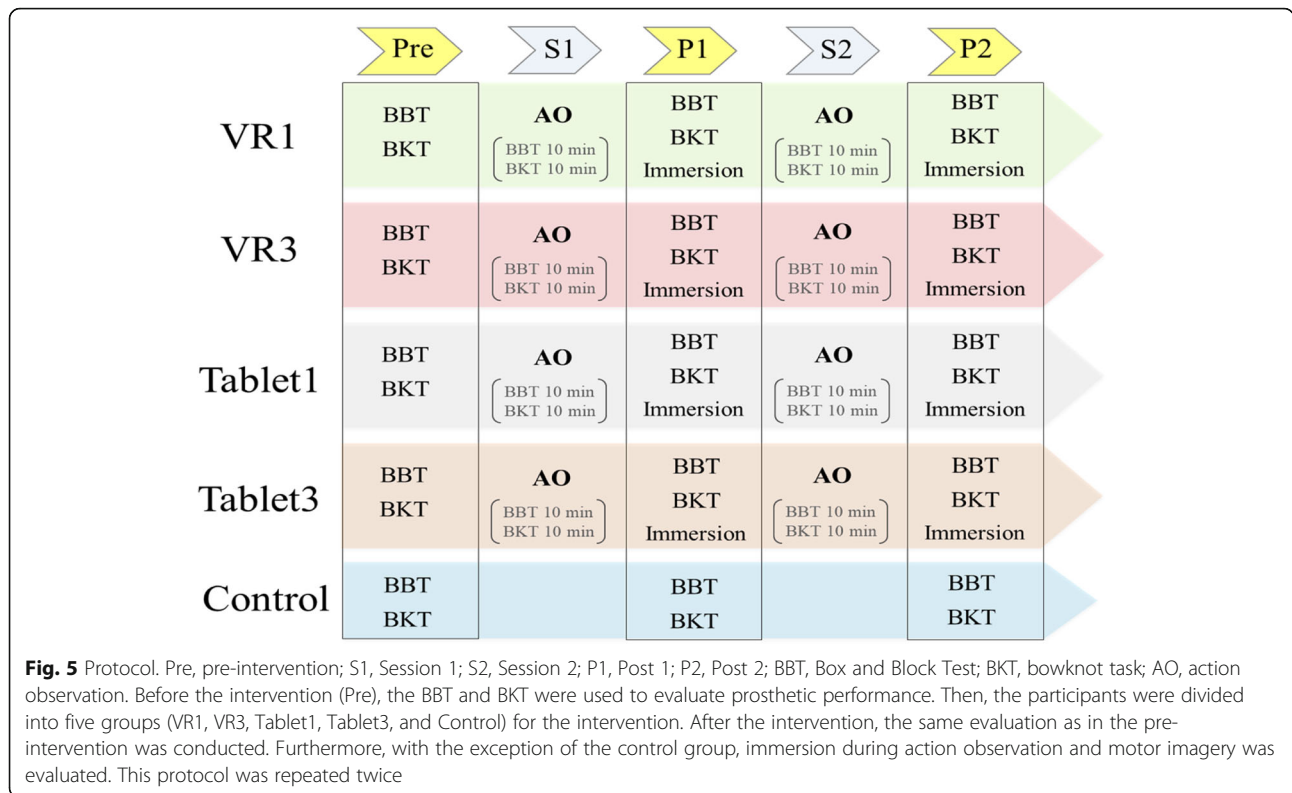 Pre S1 P1 S2 P2
VR1
BBT
BKT
AO
BBT 10 min
BKT 10 min
BBT
BKT
Immersion
AO
BBT 10 min
BKT 10 min
BBT
BKT
Immersion
VR3
BBT
BKT
AO
BBT 10 min
BKT 10 min
BBT
BKT
Immersion
AO
BBT 10 min
BKT 10 min
BBT
BKT
Immersion
Tablet1
BBT
BKT
AO
BBT 10 min
BKT 10 min
BBT
BKT
Immersion
AO
BBT 10 min
BKT 10 min
BBT
BKT
Immersion
Tablet3
BBT
BKT
AO
BBT 10 min
BKT 10 min
BBT
BKT
Immersion
AO
BBT 10 min
BKT 10 min
BBT
BKT
Immersion
Control
BBT
BKT
BBT
BKT
BBT
BKT
Fig. 5 Protocol. Pre, pre-intervention; S1, Session 1; S2, Session 2; P1, Post 1; P2, Post 2; BBT, Box and Block Test; BKT, bowknot task; AO, action
observation. Before the intervention (Pre), the BBT and BKT were used to evaluate prosthetic performance. Then, the participants were divided
into five groups (VR1, VR3, Tablet1, Tablet3, and Control) for the intervention. After the intervention, the same evaluation as in the pre-
intervention was conducted. Furthermore, with the exception of the control group, immersion during action observation and motor imagery was
evaluated. This protocol was repeated twice